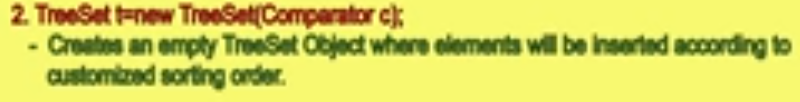 2. TreeSet t=new TreeSet(Comparator c);
- Creates an empty TreeSet Object where elements will be inserted according to
customized sorting order.